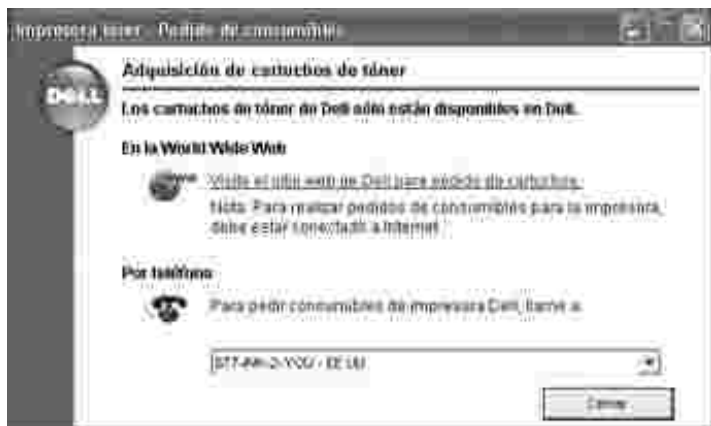 Impresora láser - Pedido de consumibles
DELL
Adquisición de cartuchos de tóner
Los cartuchos de tóner de Dell sólo están disponibles en Dell.
En la World Wide Web
Visite el sitio web de Dell para pedido de cartuchos.
Nota: Para realizar pedidos de consumibles para la impresora,
debe estar conectado a Internet
Por teléfono
Para pedir consumibles de impresora Dell, llame a:
EE UU
Cerrar